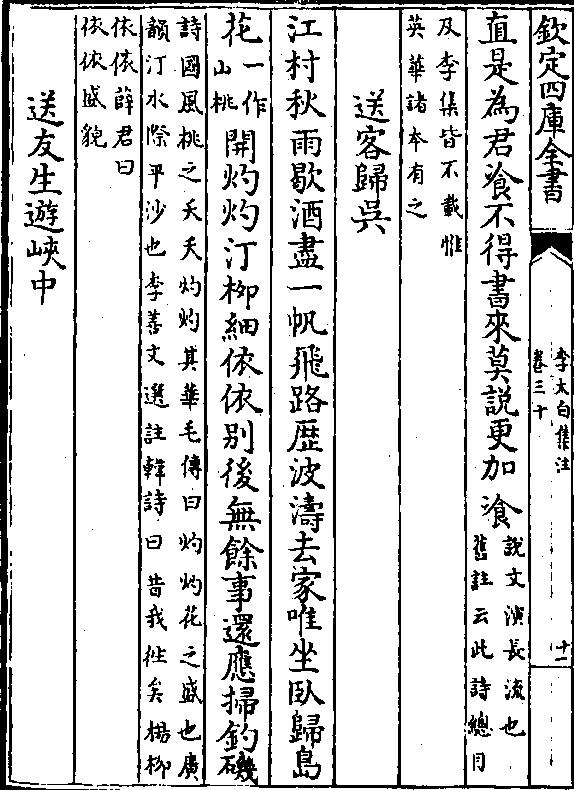 欽定四庫全書
李太白集注
卷三十
十一
直是為君飡不得書來莫說更加飡
說文演長流也
舊註云此詩總目
及李集皆不載惟
英華諸本有之
送客歸吳
江村秋雨歇酒盡一帆飛路歴波濤去家唯坐臥歸島
花一作山桃開灼灼汀桞細依依别後無餘事還應掃釣磯
詩國風桃之夭夭灼灼其華毛傳曰灼灼花之盛也廣
韻汀水際平沙也李善文選註韓詩曰昔我徃矣楊桞
依依薛君曰
依依盛貌
送友生遊峽中